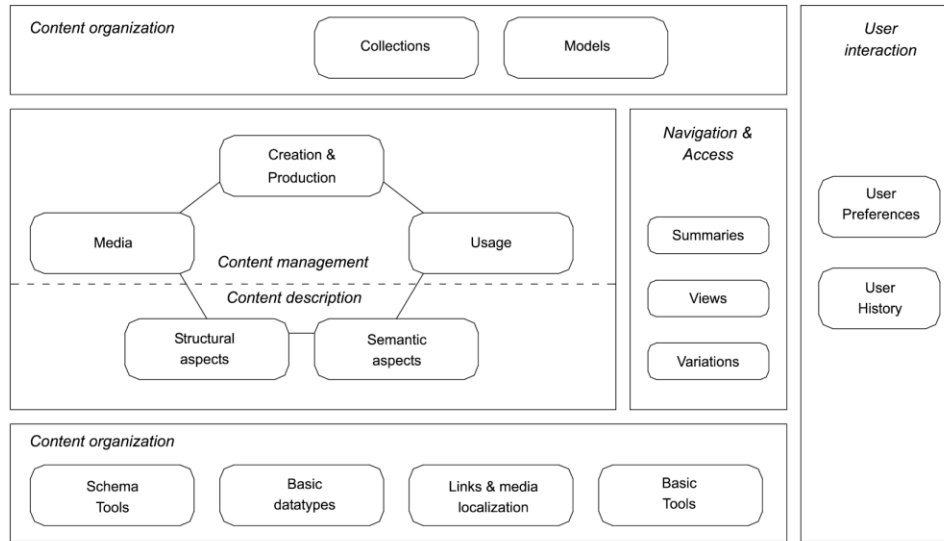 Content organization
Collections
Models
User
interaction
Creation &
Production
Media
Usage
Content management
Content description
Structural
aspects
Semantic
aspects
Navigation &
Access
Summaries
Views
Variations
User
Preferences
User
History
Content organization
Schema
Tools
Basic
datatypes
Links & media
localization
Basic
Tools